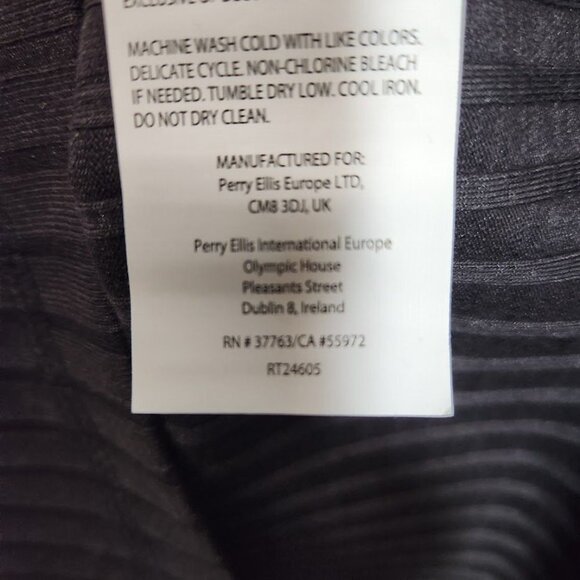 EXCLUSIVE OF
MACHINE WASH COLD WITH LIKE COLORS.
DELICATE CYCLE. NON-CHLORINE BLEACH
IF NEEDED. TUMBLE DRY LOW. COOL IRON.
DO NOT DRY CLEAN.
MANUFACTURED FOR:
Perry Ellis Europe LTD,
CM8 3DJ, UK
Perry Ellis International Europe
Olympic House
Pleasants Street
Dublin 8, Ireland
RN # 37763/CA #55972
RT24605